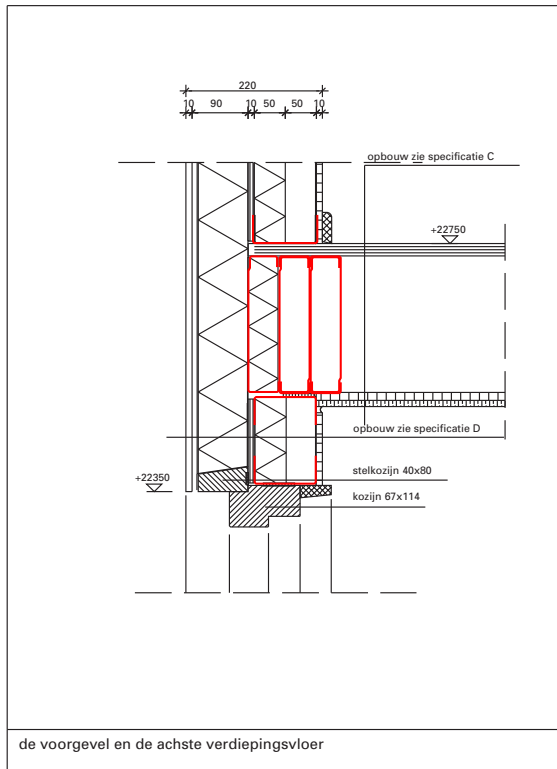 220
10 90 10 50 50 10
opbouw zie specificatie C
+22750
opbouw zie specificatie D
stelkozijn 40x80
+22350
kozijn 67x114
de voorgevel en de achste verdiepingsvloer